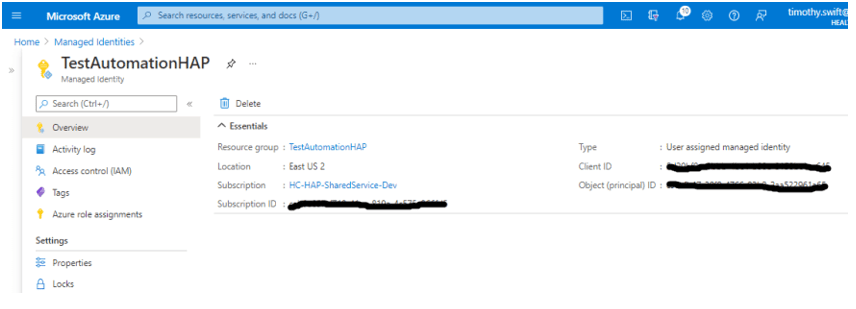 Microsoft Azure
Search resources, services, and docs (G+/)
10
timothy.swift@
HEAL
Home > Managed Identities >
TestAutomationHAP
...
Managed Identity
Search (Ctrl+/)
«
Delete
»
Overview
Activity log
Access control (IAM)
Tags
Azure role assignments
Settings
Properties
Locks
Essentials
Resource group : TestAutomationHAP
Location : East US 2
Subscription : HC-HAP-SharedService-Dev
Subscription ID :
Type : User assigned managed identity
Client ID :
Object (principal) ID :